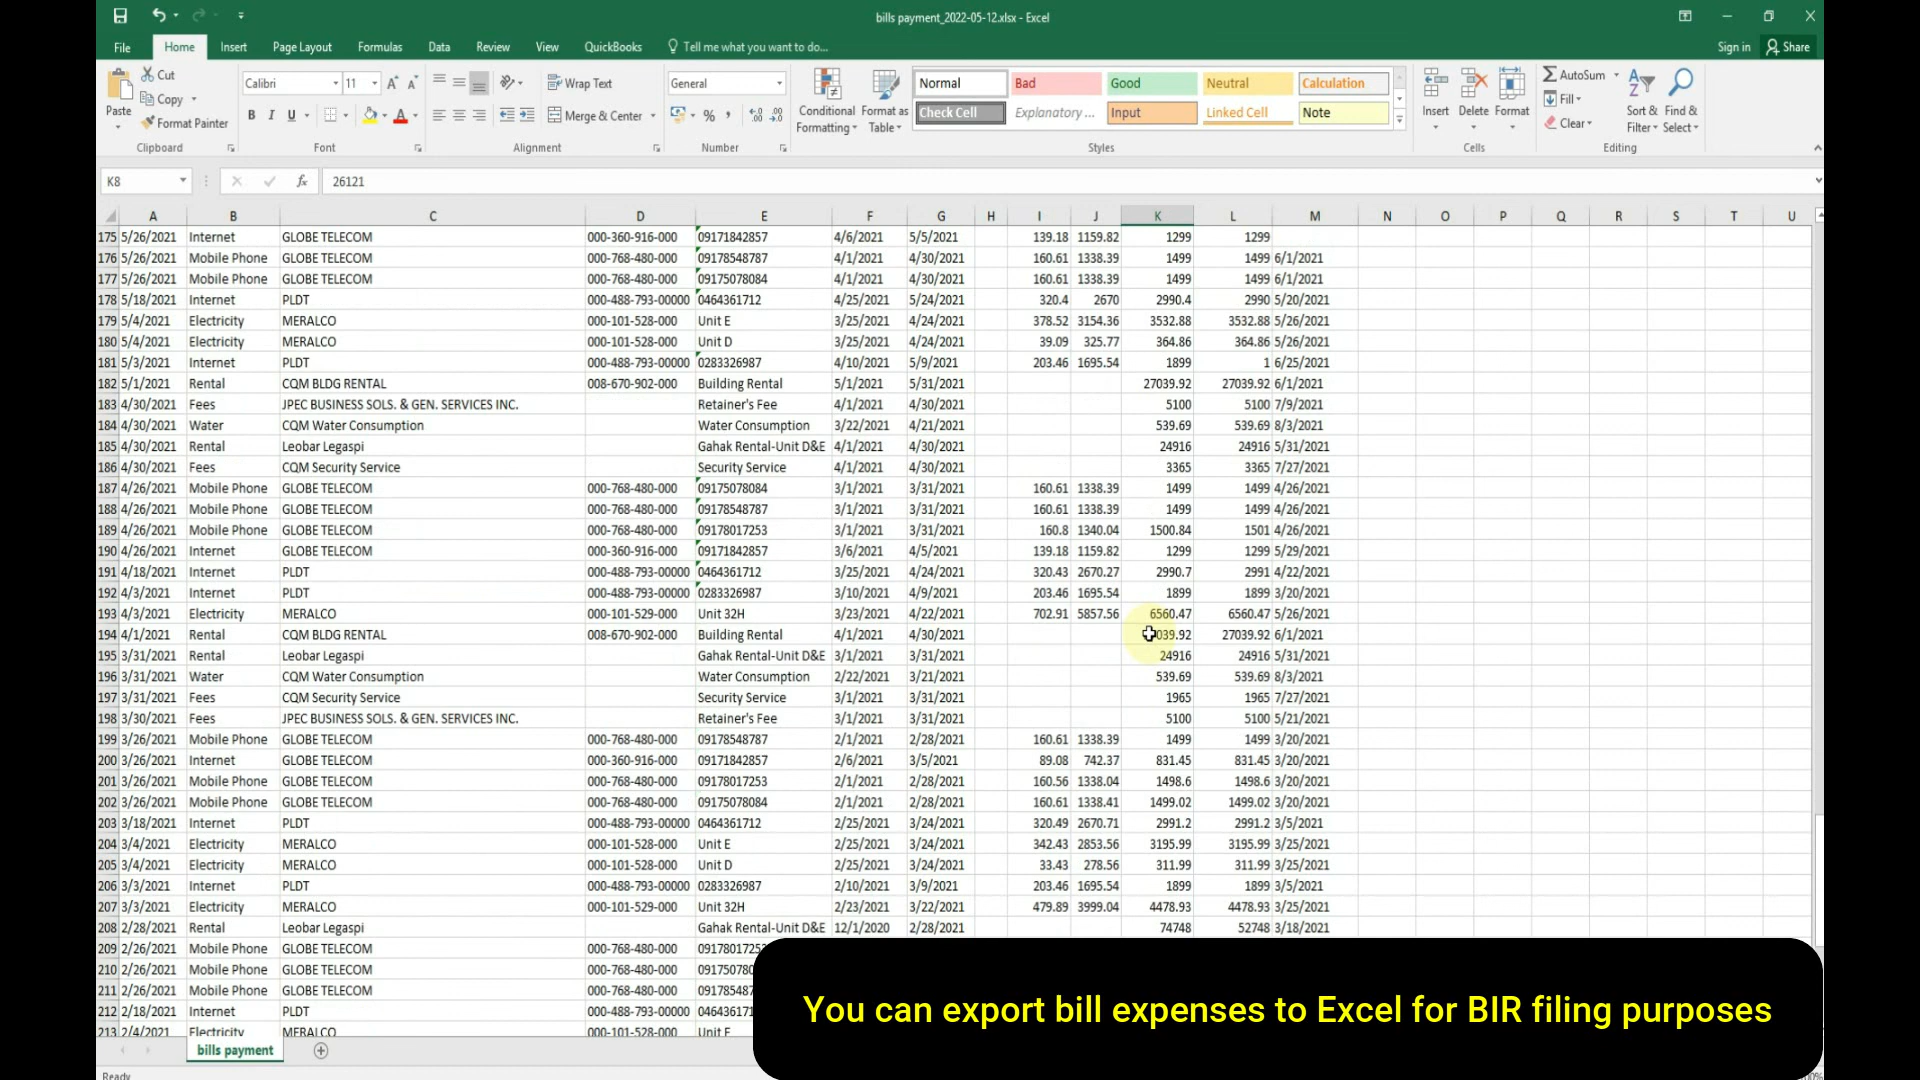 bills payment_2022-05-12.xlsx - Excel
File Home Insert Page Layout Formulas Data Review View QuickBooks Tell me what you want to do... Sign in Share
Paste Cut Copy Format Painter Clipboard
Calibri 11 B I U Font
Wrap Text Merge & Center Alignment
General % , Number
Conditional Formatting Format as Table
Normal Bad Good Neutral Calculation
Check Cell Explanatory ... Input Linked Cell Note
Styles
Insert Delete Format Cells
AutoSum Fill Clear Sort & Filter Find & Select Editing
K8 fx 26121
A B C D E F G H I J K L M N O P Q R S T U
175 5/26/2021 Internet GLOBE TELECOM 000-360-916-000 09171842857 4/6/2021 5/5/2021 139.18 1159.82 1299 1299
176 5/26/2021 Mobile Phone GLOBE TELECOM 000-768-480-000 09178548787 4/1/2021 4/30/2021 160.61 1338.39 1499 1499 6/1/2021
177 5/26/2021 Mobile Phone GLOBE TELECOM 000-768-480-000 09175078084 4/1/2021 4/30/2021 160.61 1338.39 1499 1499 6/1/2021
178 5/18/2021 Internet PLDT 000-488-793-00000 0464361712 4/25/2021 5/24/2021 320.4 2670 2990.4 2990 5/20/2021
179 5/4/2021 Electricity MERALCO 000-101-528-000 Unit E 3/25/2021 4/24/2021 378.52 3154.36 3532.88 3532.88 5/26/2021
180 5/4/2021 Electricity MERALCO 000-101-528-000 Unit D 3/25/2021 4/24/2021 39.09 325.77 364.86 364.86 5/26/2021
181 5/3/2021 Internet PLDT 000-488-793-00000 0283326987 4/10/2021 5/9/2021 203.46 1695.54 1899 1 6/25/2021
182 5/1/2021 Rental CQM BLDG RENTAL 008-670-902-000 Building Rental 5/1/2021 5/31/2021 27039.92 27039.92 6/1/2021
183 4/30/2021 Fees JPEC BUSINESS SOLS. & GEN. SERVICES INC. Retainer's Fee 4/1/2021 4/30/2021 5100 5100 7/9/2021
184 4/30/2021 Water CQM Water Consumption Water Consumption 3/22/2021 4/21/2021 539.69 539.69 8/3/2021
185 4/30/2021 Rental Leobar Legaspi Gahak Rental-Unit D&E 4/1/2021 4/30/2021 24916 24916 5/31/2021
186 4/30/2021 Fees CQM Security Service Security Service 4/1/2021 4/30/2021 3365 3365 7/27/2021
187 4/26/2021 Mobile Phone GLOBE TELECOM 000-768-480-000 09175078084 3/1/2021 3/31/2021 160.61 1338.39 1499 1499 4/26/2021
188 4/26/2021 Mobile Phone GLOBE TELECOM 000-768-480-000 09178548787 3/1/2021 3/31/2021 160.61 1338.39 1499 1499 4/26/2021
189 4/26/2021 Mobile Phone GLOBE TELECOM 000-768-480-000 09178017253 3/1/2021 3/31/2021 160.8 1340.04 1500.84 1501 4/26/2021
190 4/26/2021 Internet GLOBE TELECOM 000-360-916-000 09171842857 3/6/2021 4/5/2021 139.18 1159.82 1299 1299 5/29/2021
191 4/18/2021 Internet PLDT 000-488-793-00000 0464361712 3/25/2021 4/24/2021 320.43 2670.27 2990.7 2991 4/22/2021
192 4/3/2021 Internet PLDT 000-488-793-00000 0283326987 3/10/2021 4/9/2021 203.46 1695.54 1899 1899 3/20/2021
193 4/3/2021 Electricity MERALCO 000-101-529-000 Unit 32H 3/23/2021 4/22/2021 702.91 5857.56 6560.47 6560.47 5/26/2021
194 4/1/2021 Rental CQM BLDG RENTAL 008-670-902-000 Building Rental 4/1/2021 4/30/2021 039.92 27039.92 6/1/2021
195 3/31/2021 Rental Leobar Legaspi Gahak Rental-Unit D&E 3/1/2021 3/31/2021 24916 24916 5/31/2021
196 3/31/2021 Water CQM Water Consumption Water Consumption 2/22/2021 3/21/2021 539.69 539.69 8/3/2021
197 3/31/2021 Fees CQM Security Service Security Service 3/1/2021 3/31/2021 1965 1965 7/27/2021
198 3/30/2021 Fees JPEC BUSINESS SOLS. & GEN. SERVICES INC. Retainer's Fee 3/1/2021 3/31/2021 5100 5100 5/21/2021
199 3/26/2021 Mobile Phone GLOBE TELECOM 000-768-480-000 09178548787 2/1/2021 2/28/2021 160.61 1338.39 1499 1499 3/20/2021
200 3/26/2021 Internet GLOBE TELECOM 000-360-916-000 09171842857 2/6/2021 3/5/2021 89.08 742.37 831.45 831.45 3/20/2021
201 3/26/2021 Mobile Phone GLOBE TELECOM 000-768-480-000 09178017253 2/1/2021 2/28/2021 160.56 1338.04 1498.6 1498.6 3/20/2021
202 3/26/2021 Mobile Phone GLOBE TELECOM 000-768-480-000 09175078084 2/1/2021 2/28/2021 160.61 1338.41 1499.02 1499.02 3/20/2021
203 3/18/2021 Internet PLDT 000-488-793-00000 0464361712 2/25/2021 3/24/2021 320.49 2670.71 2991.2 2991.2 3/5/2021
204 3/4/2021 Electricity MERALCO 000-101-528-000 Unit E 2/25/2021 3/24/2021 342.43 2853.56 3195.99 3195.99 3/25/2021
205 3/4/2021 Electricity MERALCO 000-101-528-000 Unit D 2/25/2021 3/24/2021 33.43 278.56 311.99 311.99 3/25/2021
206 3/3/2021 Internet PLDT 000-488-793-00000 0283326987 2/10/2021 3/9/2021 203.46 1695.54 1899 1899 3/5/2021
207 3/3/2021 Electricity MERALCO 000-101-529-000 Unit 32H 2/23/2021 3/22/2021 479.89 3999.04 4478.93 4478.93 3/25/2021
208 2/28/2021 Rental Leobar Legaspi Gahak Rental-Unit D&E 12/1/2020 2/28/2021 74748 52748 3/18/2021
209 2/26/2021 Mobile Phone GLOBE TELECOM 000-768-480-000 0917801725
210 2/26/2021 Mobile Phone GLOBE TELECOM 000-768-480-000 091750780
211 2/26/2021 Mobile Phone GLOBE TELECOM 000-768-480-000 091785487
212 2/18/2021 Internet PLDT 000-488-793-00000 046436171
213 2/4/2021 Electricity MERALCO 000-101-528-000 Unit E
bills payment
Ready
You can export bill expenses to Excel for BIR filing purposes